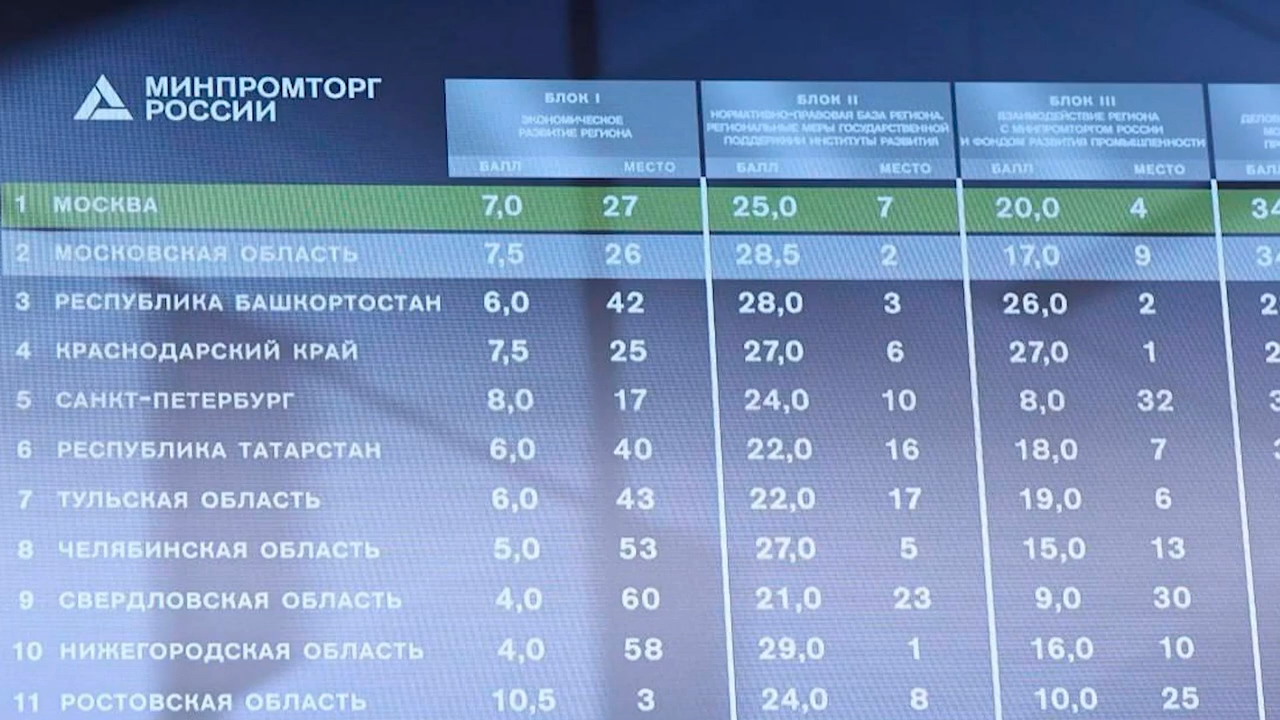 МИНПРОМТОРГ
РОССИИ
БЛОК I
ЭКОНОМИЧЕСКОЕ
РАЗВИТИЕ РЕГИОНА
БАЛЛ МЕСТО
БЛОК II
НОРМАТИВНО-ПРАВОВАЯ БАЗА РЕГИОНА.
РЕГИОНАЛЬНЫЕ МЕРЫ ГОСУДАРСТВЕННОЙ
ПОДДЕРЖКИ ИНСТИТУТЫ РАЗВИТИЯ
БАЛЛ МЕСТО
БЛОК III
ВЗАИМОДЕЙСТВИЕ РЕГИОНА
С МИНПРОМТОРГОМ РОССИИ
И ФОНДОМ РАЗВИТИЯ ПРОМЫШЛЕННОСТИ
БАЛЛ МЕСТО
1 МОСКВА 7,0 27 25,0 7 20,0 4 34
2 МОСКОВСКАЯ ОБЛАСТЬ 7,5 26 28,5 2 17,0 9 34
3 РЕСПУБЛИКА БАШКОРТОСТАН 6,0 42 28,0 3 26,0 2 2
4 КРАСНОДАРСКИЙ КРАЙ 7,5 25 27,0 6 27,0 1 2
5 САНКТ-ПЕТЕРБУРГ 8,0 17 24,0 10 8,0 32 3
6 РЕСПУБЛИКА ТАТАРСТАН 6,0 40 22,0 16 18,0 7
7 ТУЛЬСКАЯ ОБЛАСТЬ 6,0 43 22,0 17 19,0 6
8 ЧЕЛЯБИНСКАЯ ОБЛАСТЬ 5,0 53 27,0 5 15,0 13
9 СВЕРДЛОВСКАЯ ОБЛАСТЬ 4,0 60 21,0 23 9,0 30
10 НИЖЕГОРОДСКАЯ ОБЛАСТЬ 4,0 58 29,0 1 16,0 10
11 РОСТОВСКАЯ ОБЛАСТЬ 10,5 3 24,0 8 10,0 25